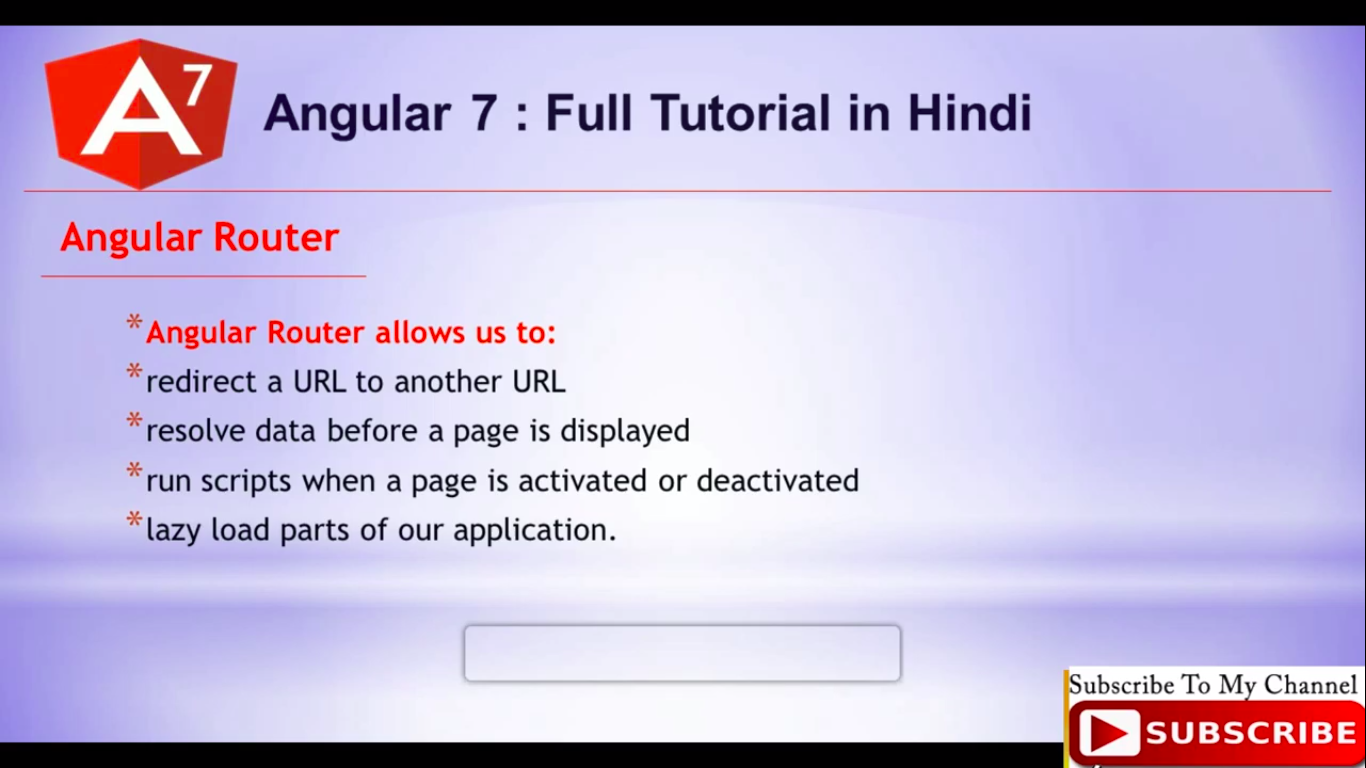 A7
Angular 7 : Full Tutorial in Hindi
Angular Router
*Angular Router allows us to:
*redirect a URL to another URL
*resolve data before a page is displayed
*run scripts when a page is activated or deactivated
*lazy load parts of our application.
Subscribe To My Channel
SUBSCRIBE